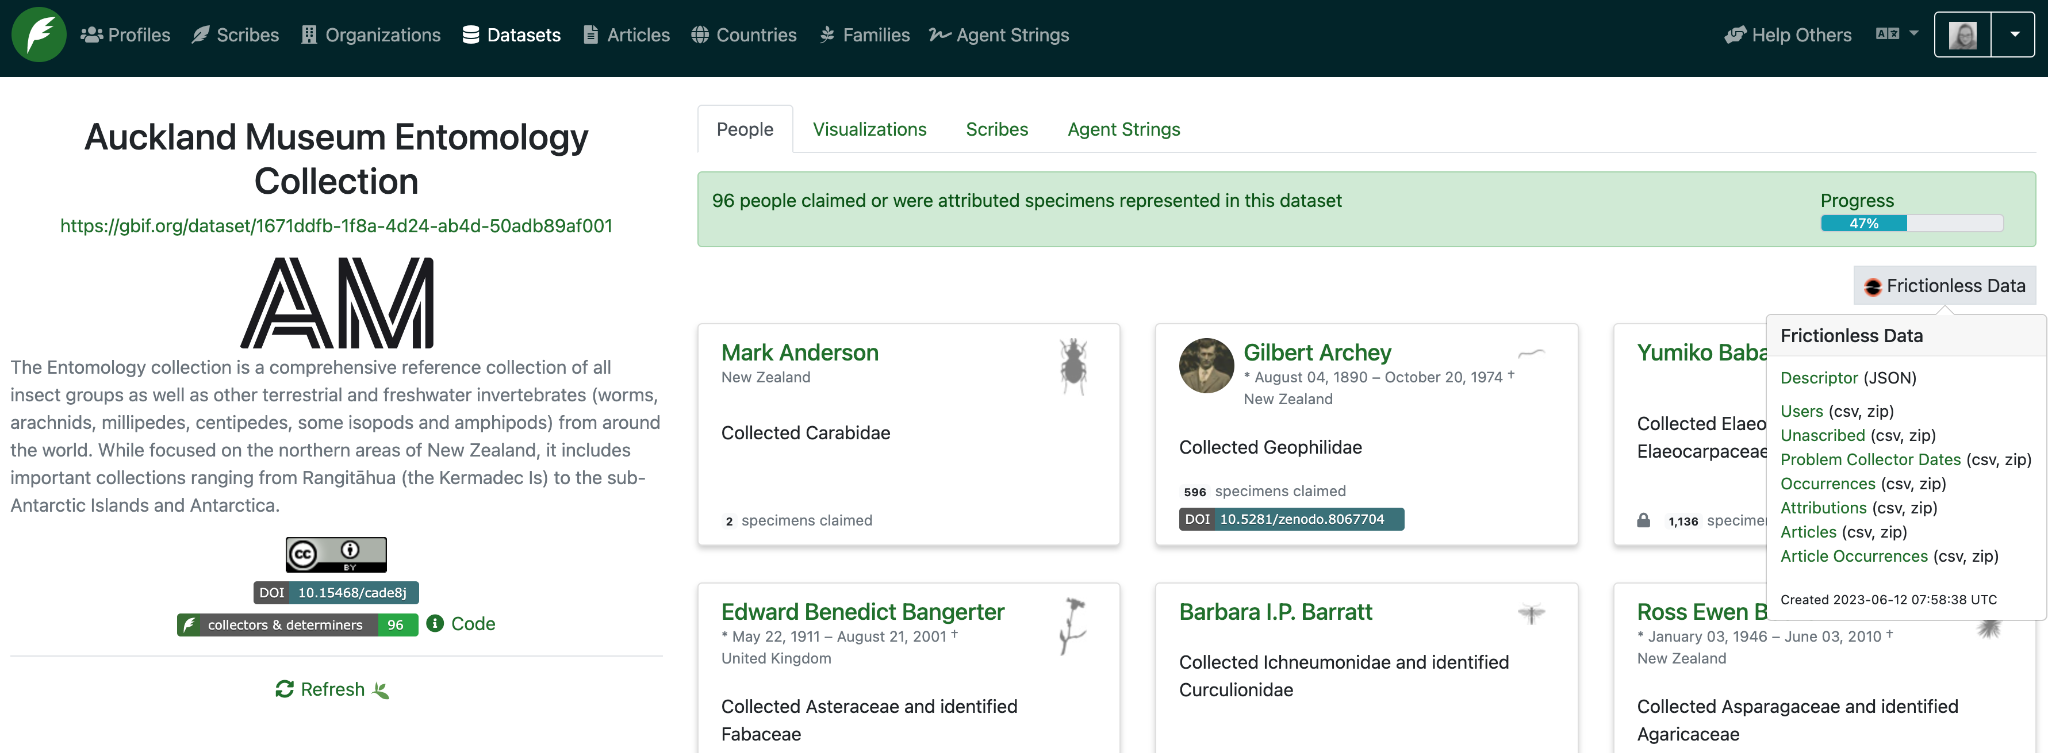 Profiles Scribes Organizations Datasets Articles Countries Families Agent Strings Help Others
Auckland Museum Entomology
Collection
https://gbif.org/dataset/1671ddfb-1f8a-4d24-ab4d-50adb89af001
AM
The Entomology collection is a comprehensive reference collection of all
insect groups as well as other terrestrial and freshwater invertebrates (worms,
arachnids, millipedes, centipedes, some isopods and amphipods) from around
the world. While focused on the northern areas of New Zealand, it includes
important collections ranging from Rangitāhua (the Kermadec Is) to the sub-
Antarctic Islands and Antarctica.
cc BY
DOI 10.15468/cade8j
collectors & determiners 96 Code
Refresh
People Visualizations Scribes Agent Strings
96 people claimed or were attributed specimens represented in this dataset
Progress
47%
Frictionless Data
Mark Anderson
New Zealand
Collected Carabidae
2 specimens claimed
Gilbert Archey
* August 04, 1890 – October 20, 1974 †
New Zealand
Collected Geophilidae
596 specimens claimed
DOI 10.5281/zenodo.8067704
Yumiko Baba
Collected Elaeo
Elaeocarpaceae
1,136 specime
Frictionless Data
Descriptor (JSON)
Users (csv, zip)
Unascribed (csv, zip)
Problem Collector Dates (csv, zip)
Occurrences (csv, zip)
Attributions (csv, zip)
Articles (csv, zip)
Article Occurrences (csv, zip)
Created 2023-06-12 07:58:38 UTC
Edward Benedict Bangerter
* May 22, 1911 – August 21, 2001 †
United Kingdom
Collected Asteraceae and identified
Fabaceae
Barbara I.P. Barratt
Collected Ichneumonidae and identified
Curculionidae
Ross Ewen B
* January 03, 1946 – June 03, 2010 †
New Zealand
Collected Asparagaceae and identified
Agaricaceae